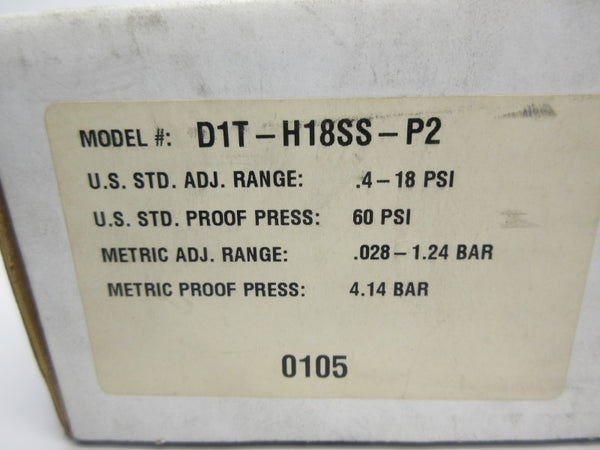 MODEL #: D1T-H18SS-P2
U.S. STD. ADJ. RANGE: .4-18 PSI
U.S. STD. PROOF PRESS: 60 PSI
METRIC ADJ. RANGE: .028-1.24 BAR
METRIC PROOF PRESS: 4.14 BAR
0105